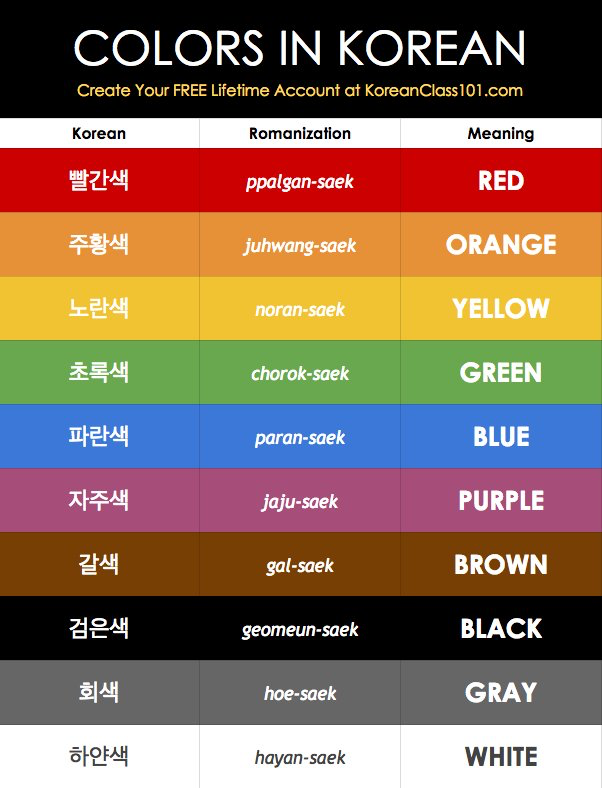 COLORS IN KOREAN
Create Your FREE Lifetime Account at KoreanClass101.com
Korean Romanization Meaning
빨간색 ppalgan-saek RED
주황색 juhwang-saek ORANGE
노란색 noran-saek YELLOW
초록색 chorok-saek GREEN
파란색 paran-saek BLUE
자주색 jaju-saek PURPLE
갈색 gal-saek BROWN
검은색 geomeun-saek BLACK
회색 hoe-saek GRAY
하얀색 hayan-saek WHITE